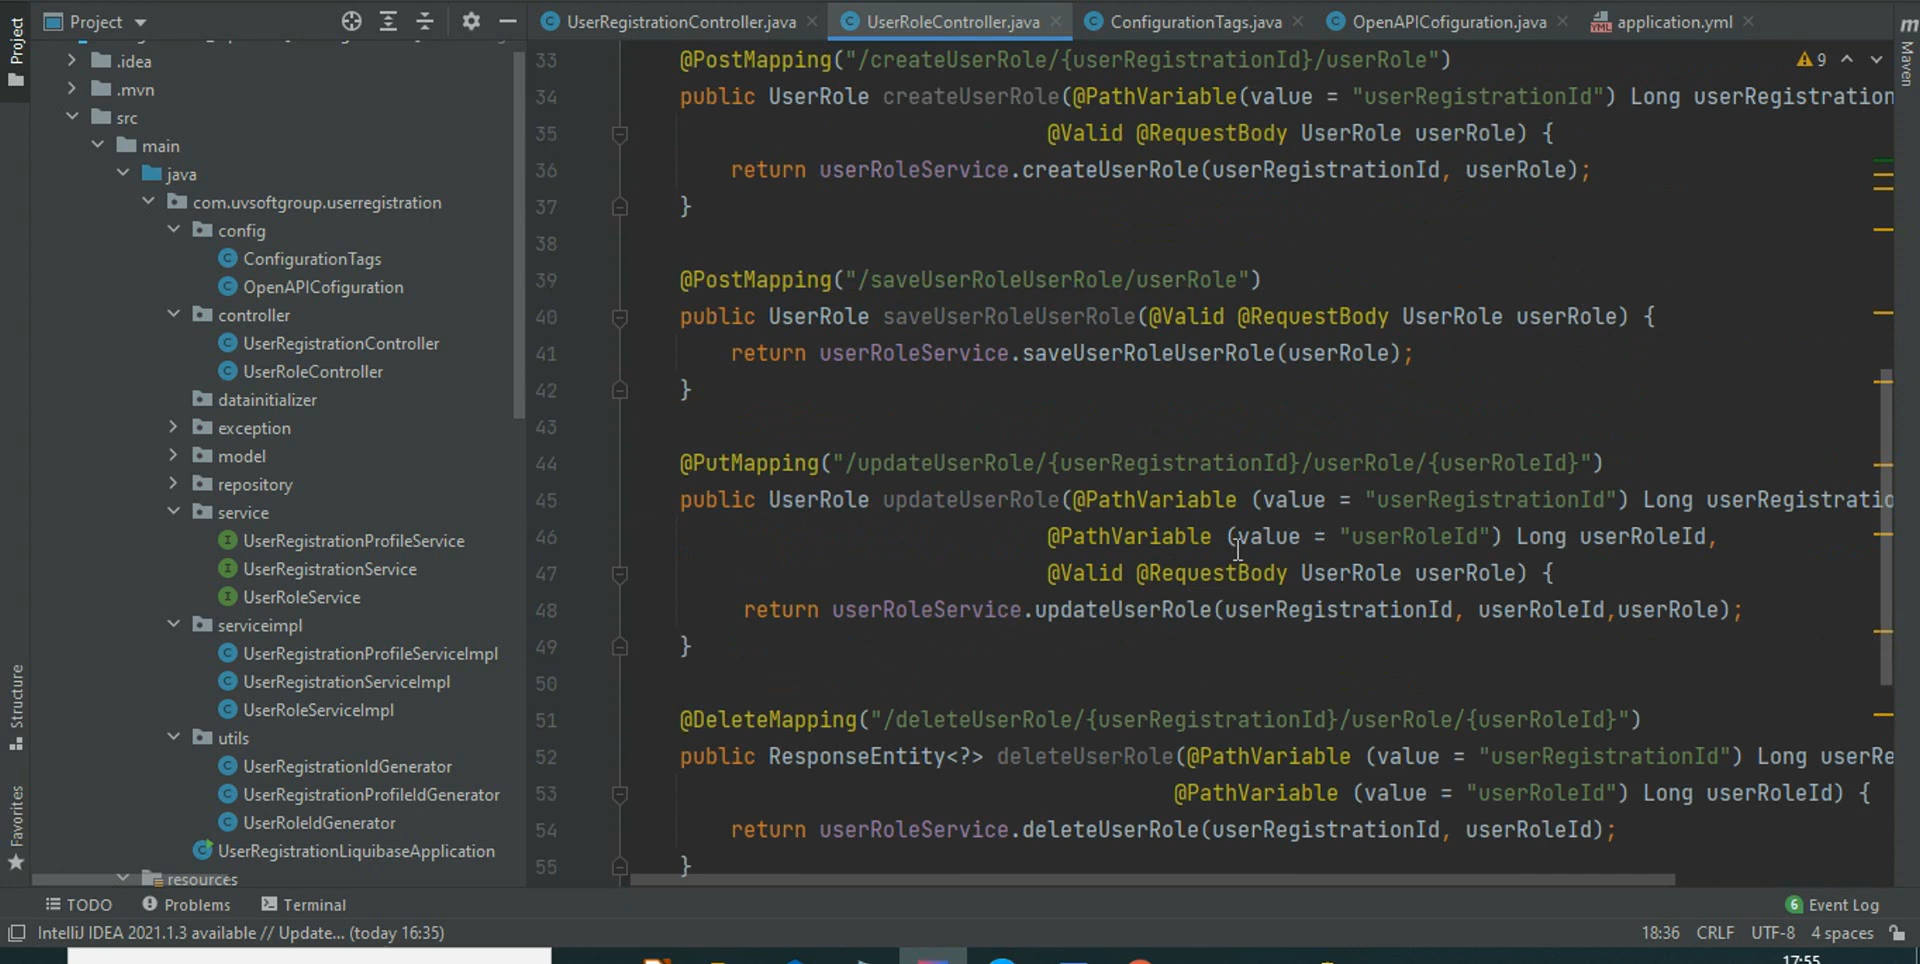 Project
UserRegistrationController.java
UserRoleController.java
ConfigurationTags.java
OpenAPICofiguration.java
application.yml
m
Maven
Project
Structure
Favorites
.idea
.mvn
src
main
java
com.uvsoftgroup.userregistration
config
ConfigurationTags
OpenAPICofiguration
controller
UserRegistrationController
UserRoleController
datainitializer
exception
model
repository
service
UserRegistrationProfileService
UserRegistrationService
UserRoleService
serviceimpl
UserRegistrationProfileServiceImpl
UserRegistrationServiceImpl
UserRoleServiceImpl
utils
UserRegistrationIdGenerator
UserRegistrationProfileIdGenerator
UserRoleIdGenerator
UserRegistrationLiquibaseApplication
resources
9
33 @PostMapping("/createUserRole/{userRegistrationId}/userRole")
34 public UserRole createUserRole(@PathVariable(value = "userRegistrationId") Long userRegistration
35 @Valid @RequestBody UserRole userRole) {
36 return userRoleService.createUserRole(userRegistrationId, userRole);
37 }
38
39 @PostMapping("/saveUserRoleUserRole/userRole")
40 public UserRole saveUserRoleUserRole(@Valid @RequestBody UserRole userRole) {
41 return userRoleService.saveUserRoleUserRole(userRole);
42 }
43
44 @PutMapping("/updateUserRole/{userRegistrationId}/userRole/{userRoleId}")
45 public UserRole updateUserRole(@PathVariable (value = "userRegistrationId") Long userRegistratio
46 @PathVariable (value = "userRoleId") Long userRoleId,
47 @Valid @RequestBody UserRole userRole) {
48 return userRoleService.updateUserRole(userRegistrationId, userRoleId,userRole);
49 }
50
51 @DeleteMapping("/deleteUserRole/{userRegistrationId}/userRole/{userRoleId}")
52 public ResponseEntity<?> deleteUserRole(@PathVariable (value = "userRegistrationId") Long userRe
53 @PathVariable (value = "userRoleId") Long userRoleId) {
54 return userRoleService.deleteUserRole(userRegistrationId, userRoleId);
55 }
TODO
Problems
Terminal
6 Event Log
IntelliJ IDEA 2021.1.3 available // Update... (today 16:35)
18:36 CRLF UTF-8 4 spaces
17:55